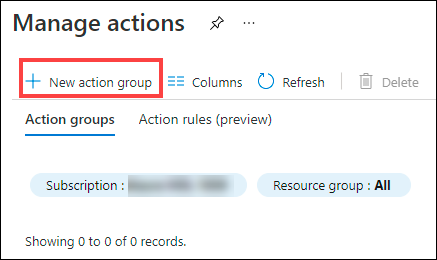 Manage actions
New action group Columns Refresh Delete
Action groups Action rules (preview)
Subscription : Resource group : All
Showing 0 to 0 of 0 records.